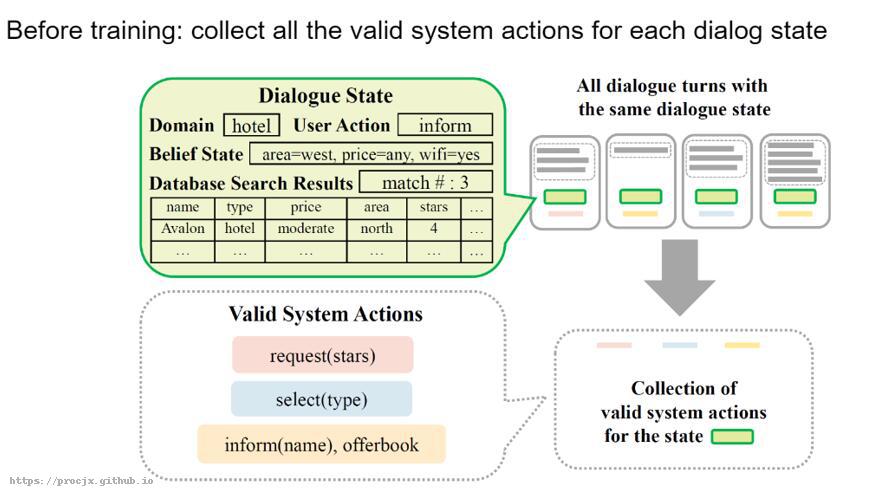 Before training: collect all the valid system actions for each dialog state
Dialogue State
Domain hotel User Action inform
Belief State area=west, price=any, wifi=yes
Database Search Results match # : 3
name type price area stars ...
Avalon hotel moderate north 4 ...
... ... ... ... ... ...
All dialogue turns with
the same dialogue state
Valid System Actions
request(stars)
select(type)
inform(name), offerbook
Collection of
valid system actions
for the state
https://procjx.github.io